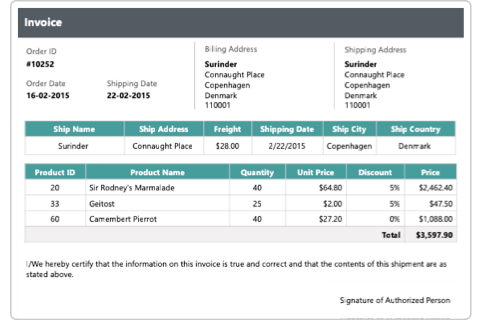 Invoice
Order ID
#10252
Order Date Shipping Date
16-02-2015 22-02-2015
Billing Address
Surinder
Connaught Place
Copenhagen
Denmark
110001
Shipping Address
Surinder
Connaught Place
Copenhagen
Denmark
110001
Ship Name Ship Address Freight Shipping Date Ship City Ship Country
Surinder Connaught Place $28.00 2/22/2015 Copenhagen Denmark
Product ID Product Name Quantity Unit Price Discount Price
20 Sir Rodney's Marmalade 40 $64.80 5% $2,462.40
33 Geitost 25 $2.00 5% $47.50
60 Camembert Pierrot 40 $27.20 0% $1,088.00
Total $3,597.90
I/We hereby certify that the information on this invoice is true and correct and that the contents of this shipment are as
stated above.
Signature of Authorized Person